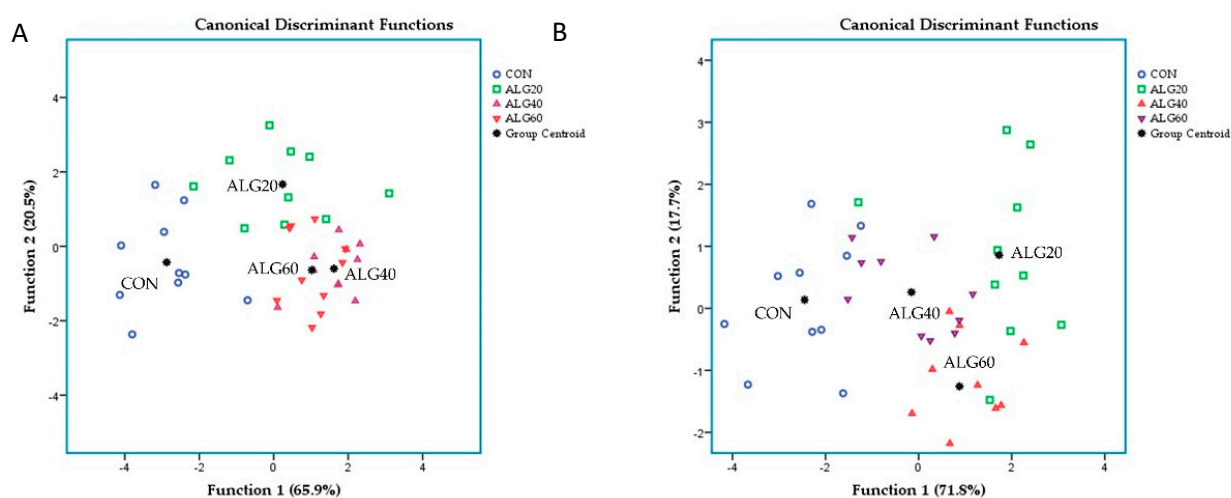 A
Canonical Discriminant Functions
CON
ALG20
ALG40
ALG60
Group Centroid
4
2
0
-2
-4
Function 2 (20.5%)
ALG20
CON
ALG60
ALG40
-4
-2
0
2
4
Function 1 (65.9%)
B
Canonical Discriminant Functions
CON
ALG20
ALG40
ALG60
Group Centroid
4
3
2
1
0
-1
-2
Function 2 (17.7%)
ALG20
CON
ALG40
ALG60
-4
-2
0
2
4
Function 1 (71.8%)